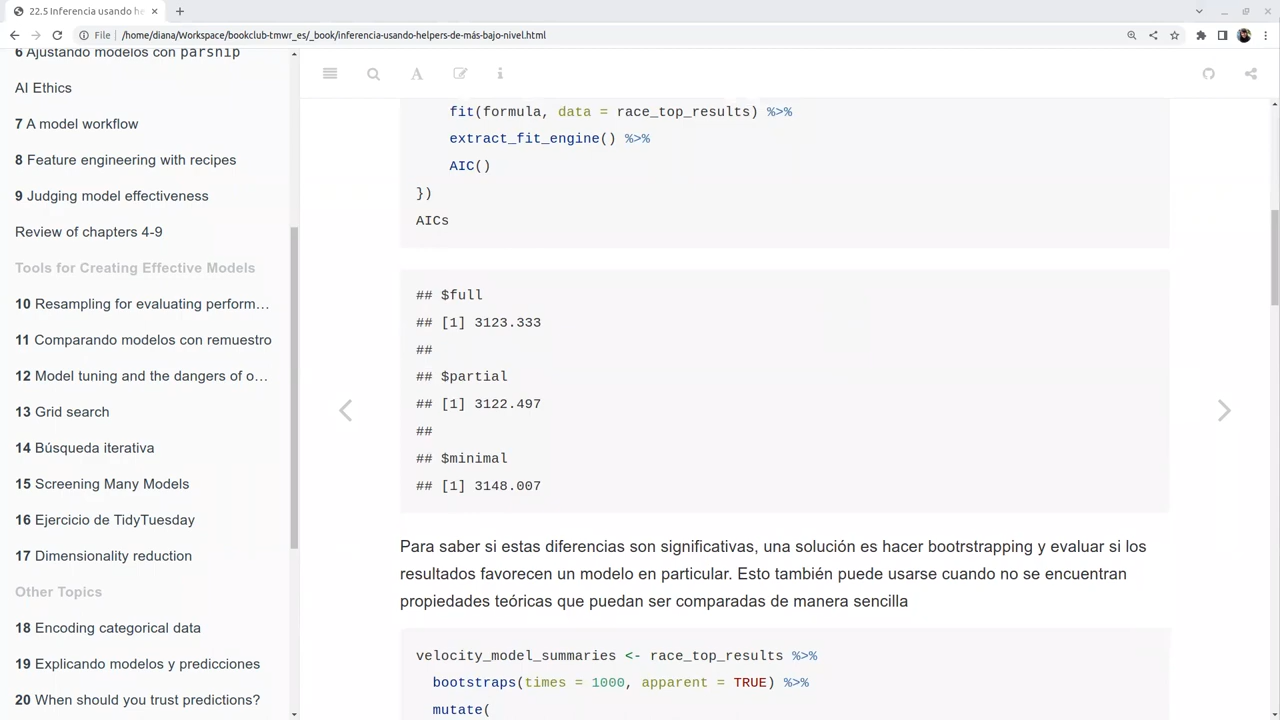 22.5 Inferencia usando he
File
/home/diana/Workspace/bookclub-tmwr_es/_book/inferencia-usando-helpers-de-más-bajo-nivel.html
6 Ajustando modelos con parsnip
AI Ethics
7 A model workflow
8 Feature engineering with recipes
9 Judging model effectiveness
Review of chapters 4-9
Tools for Creating Effective Models
10 Resampling for evaluating perform…
11 Comparando modelos con remuestro
12 Model tuning and the dangers of o…
13 Grid search
14 Búsqueda iterativa
15 Screening Many Models
16 Ejercicio de TidyTuesday
17 Dimensionality reduction
Other Topics
18 Encoding categorical data
19 Explicando modelos y predicciones
20 When should you trust predictions?
A
i
fit(formula, data = race_top_results) %>%
extract_fit_engine() %>%
AIC()
})
AICs
## $full
## [1] 3123.333
##
## $partial
## [1] 3122.497
##
## $minimal
## [1] 3148.007
Para saber si estas diferencias son significativas, una solución es hacer bootrstrapping y evaluar si los
resultados favorecen un modelo en particular. Esto también puede usarse cuando no se encuentran
propiedades teóricas que puedan ser comparadas de manera sencilla
velocity_model_summaries <- race_top_results %>%
bootstraps(times = 1000, apparent = TRUE) %>%
mutate(